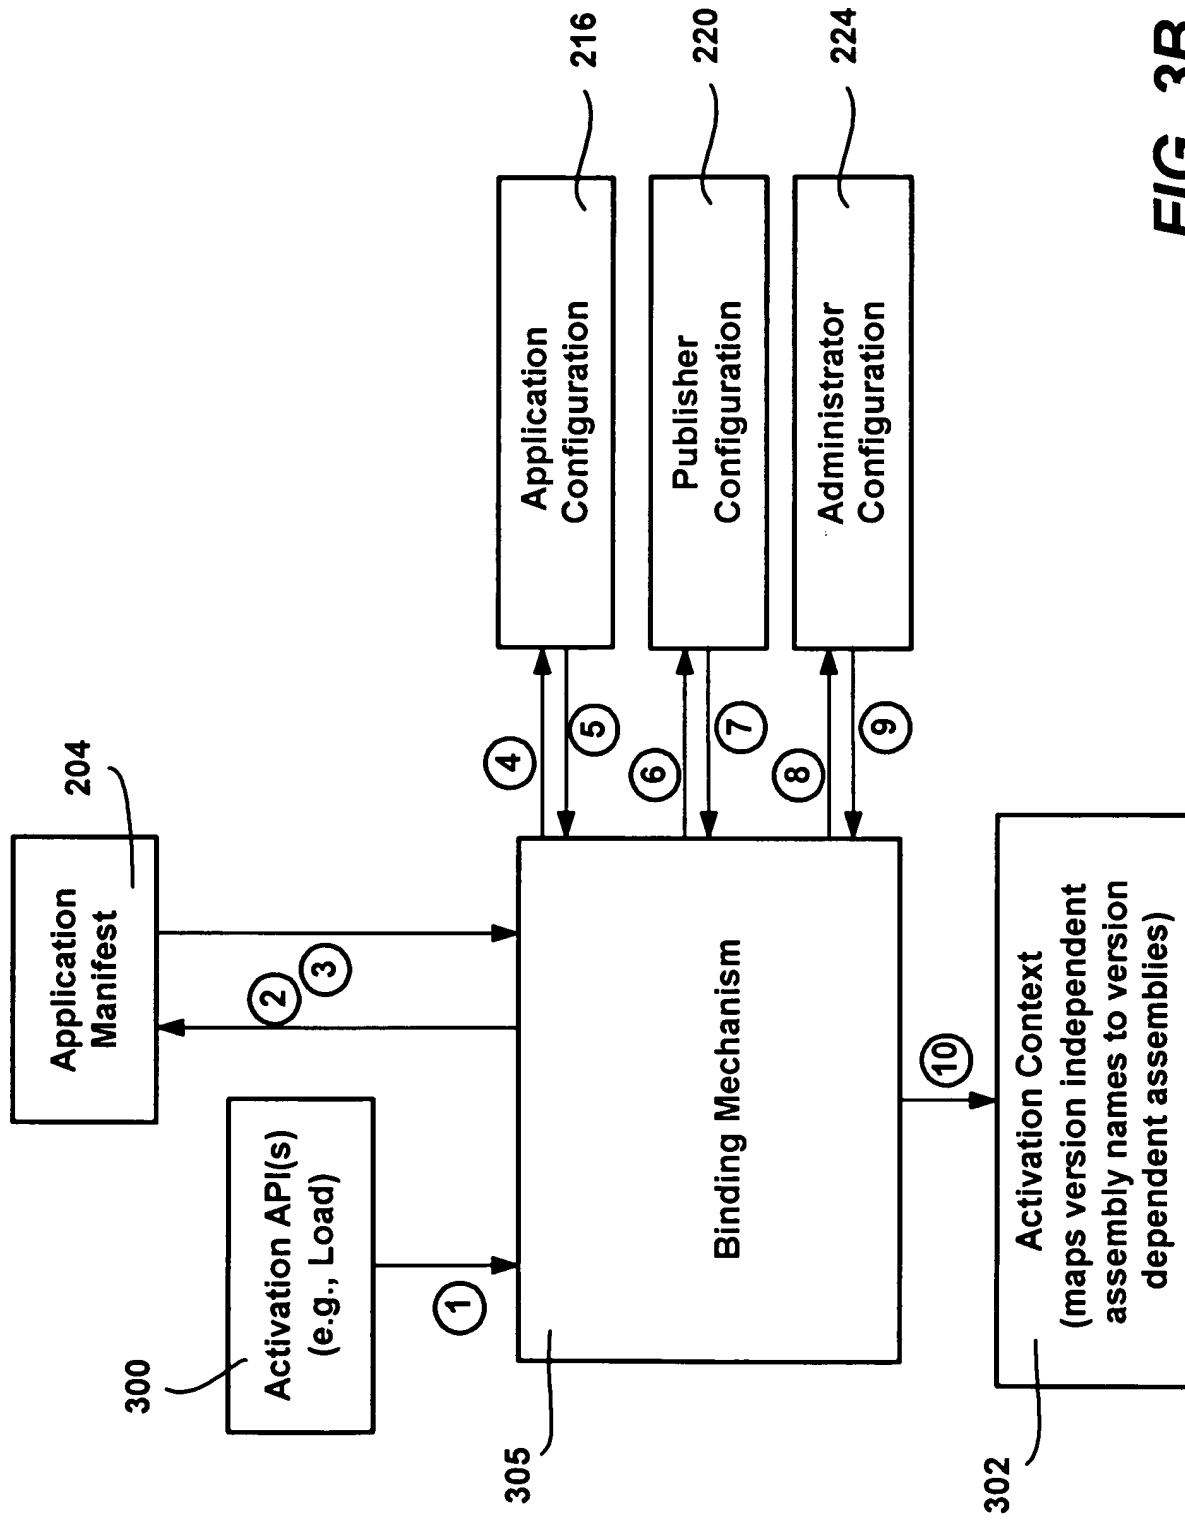 204
Application
Manifest
300
Activation API(s)
(e.g., Load)
1
2
3
305
Binding Mechanism
4
5
6
7
8
9
Application
Configuration
216
Publisher
Configuration
220
Administrator
Configuration
224
10
302
Activation Context
(maps version independent
assembly names to version
dependent assemblies)
FIG. 3B